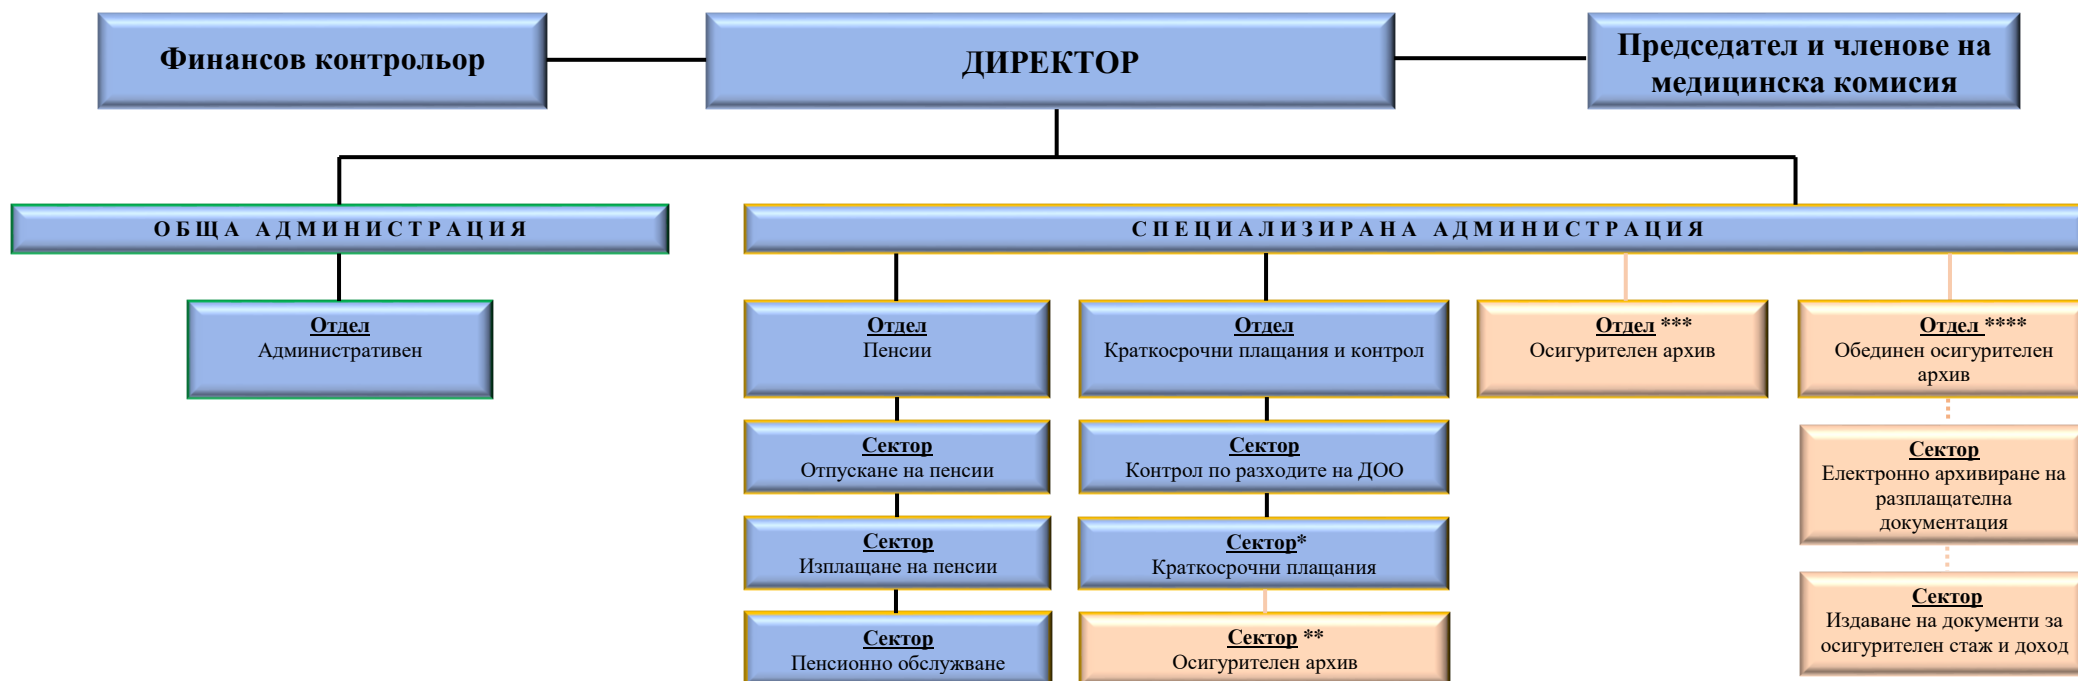 Финансов контрольор
ДИРЕКТОР
Председател и членове на
медицинска комисия
ОБЩА АДМИНИСТРАЦИЯ
СПЕЦИАЛИЗИРАНА АДМИНИСТРАЦИЯ
Отдел
Административен
Отдел
Пенсии
Отдел
Краткосрочни плащания и контрол
Отдел ***
Осигурителен архив
Отдел ****
Обединен осигурителен
архив
Сектор
Отпускане на пенсии
Сектор
Контрол по разходите на ДОО
Сектор
Електронно архивиране на
разплащателна
документация
Сектор
Изплащане на пенсии
Сектор*
Краткосрочни плащания
Сектор
Издаване на документи за
осигурителен стаж и доход
Сектор
Пенсионно обслужване
Сектор **
Осигурителен архив